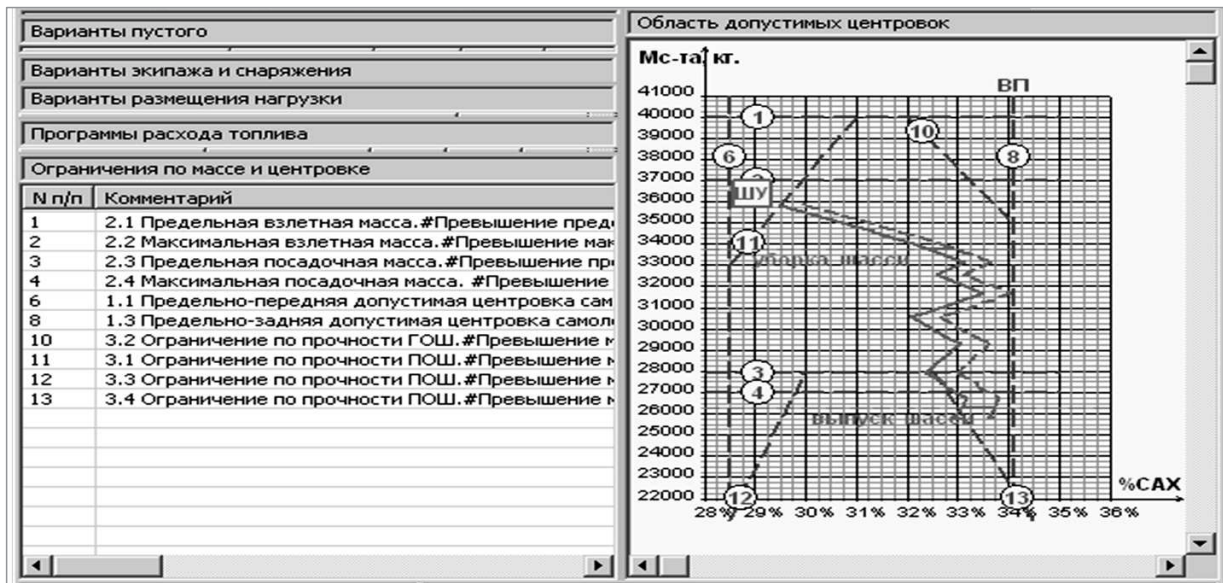 Варианты пустого
Варианты экипажа и снаряжения
Варианты размещения нагрузки
Программы расхода топлива
Ограничения по массе и центровке
N п/п Комментарий
1 2.1 Предельная взлетная масса.#Превышение пред
2 2.2 Максимальная взлетная масса.#Превышение мак
3 2.3 Предельная посадочная масса.#Превышение пр
4 2.4 Максимальная посадочная масса. #Превышение
6 1.1 Предельно-передняя допустимая центровка сам
8 1.3 Предельно-задняя допустимая центровка самол
10 3.2 Ограничение по прочности ГОШ.#Превышение м
11 3.1 Ограничение по прочности ПОШ.#Превышение м
12 3.3 Ограничение по прочности ПОШ.#Превышение м
13 3.4 Ограничение по прочности ПОШ.#Превышение м
Область допустимых центровок
Мс-та, кг.
ВП
41000
40000 1
39000 10
38000 6 8
37000
36000 ШУ
35000
34000 11
33000 уборка шасси
32000
31000
30000
29000
28000 3
27000 4
26000 выпуск шасси
25000
24000
23000
22000 12 13
%САХ
28% 29% 30% 31% 32% 33% 34% 35% 36%